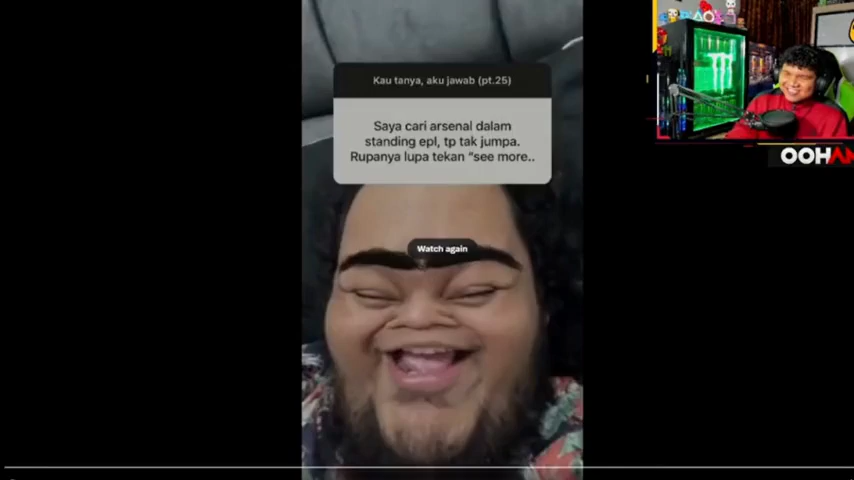 Kau tanya, aku jawab (pt.25)
Saya cari arsenal dalam
standing epl, tp tak jumpa.
Rupanya lupa tekan "see more..
Watch again
OOHAM